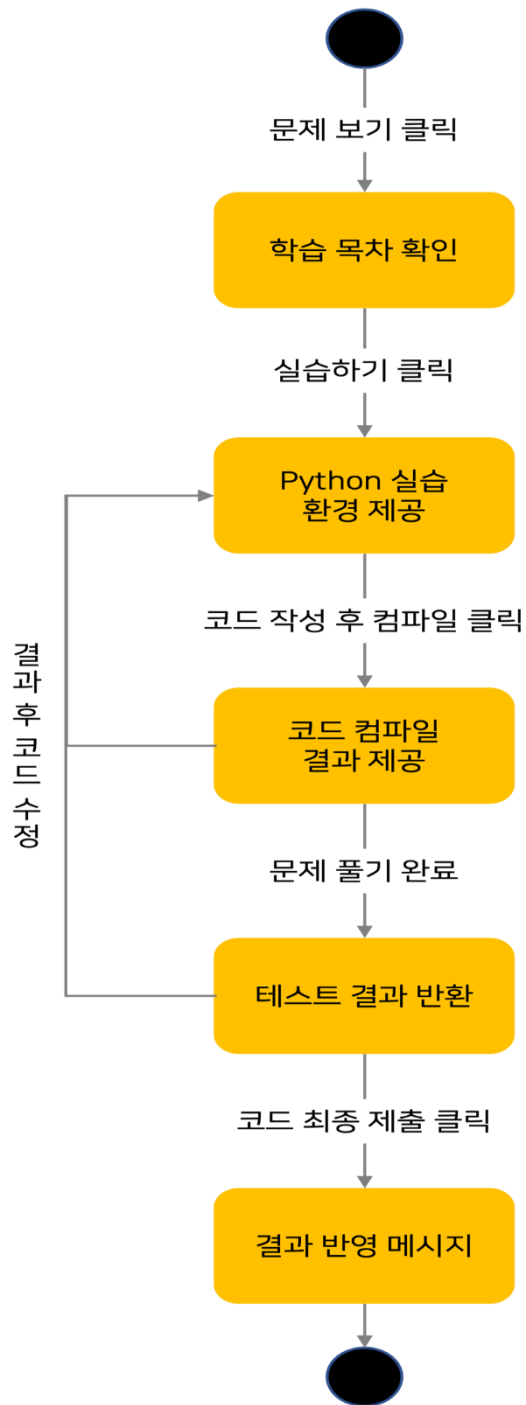 문제 보기 클릭
학습 목차 확인
실습하기 클릭
Python 실습
환경 제공
코드 작성 후 컴파일 클릭
결과 후 코드 수정
코드 컴파일
결과 제공
문제 풀기 완료
테스트 결과 반환
코드 최종 제출 클릭
결과 반영 메시지